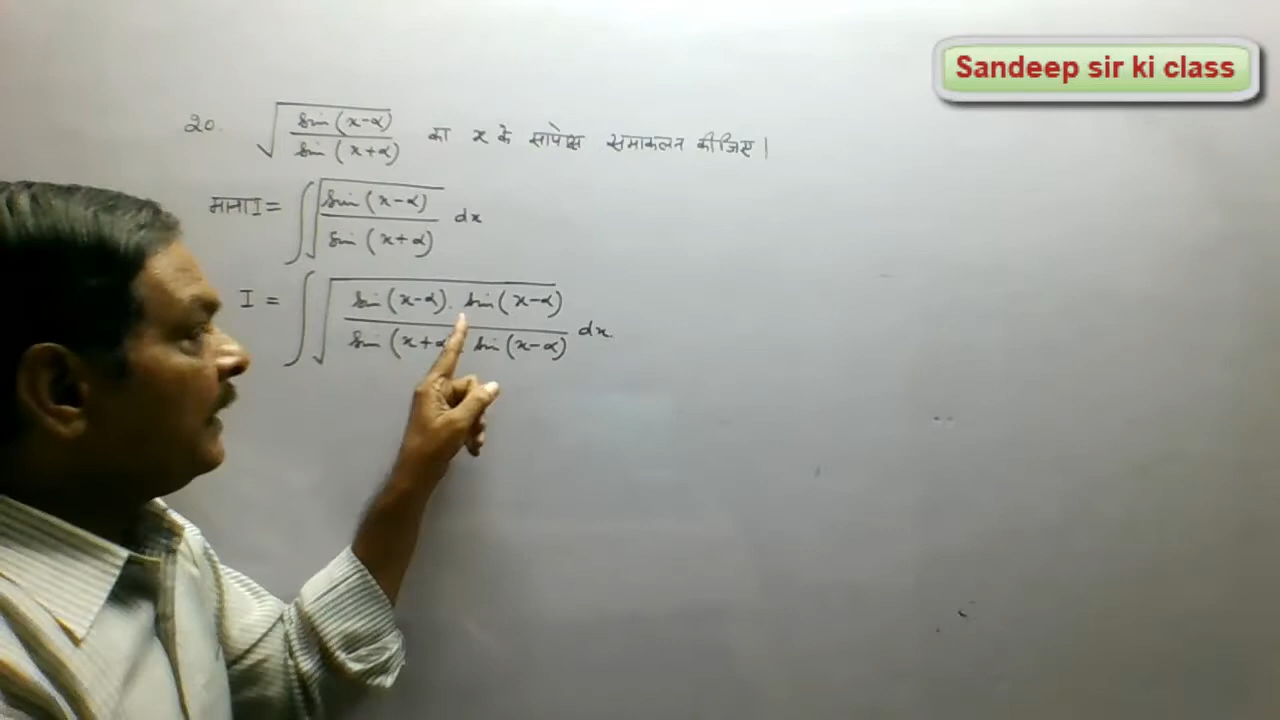 Sandeep sir ki class
20. √(sin (x-α) / sin (x+α)) का x के सापेक्ष समाकलन कीजिए।
माना I = ∫√(sin (x-α) / sin (x+α)) dx
I = ∫√(sin (x-α) . sin (x-α) / sin (x+α . sin (x-α)) dx